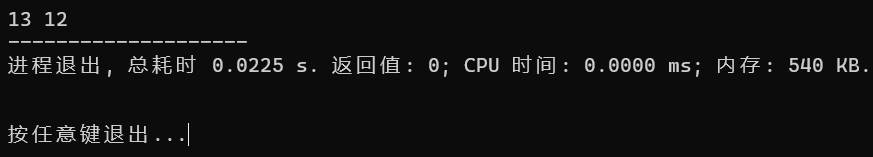 13 12
--------------------
进程退出, 总耗时 0.0225 s. 返回值: 0; CPU 时间: 0.0000 ms; 内存: 540 KB.
按任意键退出...